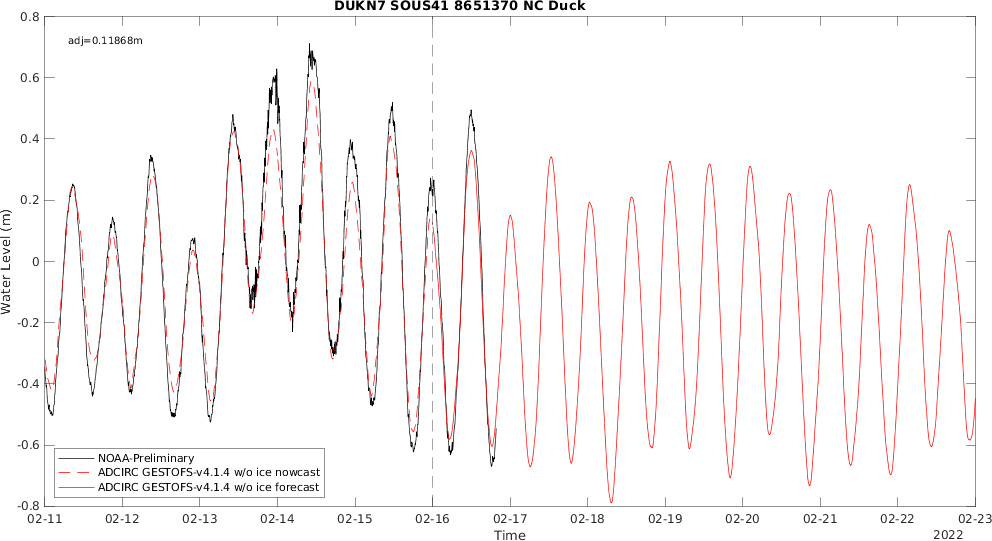 DUKN7 SOUS41 8651370 NC Duck
adj=0.11868m
Water Level (m)
0.8
0.6
0.4
0.2
0
-0.2
-0.4
-0.6
-0.8
NOAA-Preliminary
ADCIRC GESTOFS-v4.1.4 w/o ice nowcast
ADCIRC GESTOFS-v4.1.4 w/o ice forecast
02-11 02-12 02-13 02-14 02-15 02-16 02-17 02-18 02-19 02-20 02-21 02-22 02-23
Time
2022